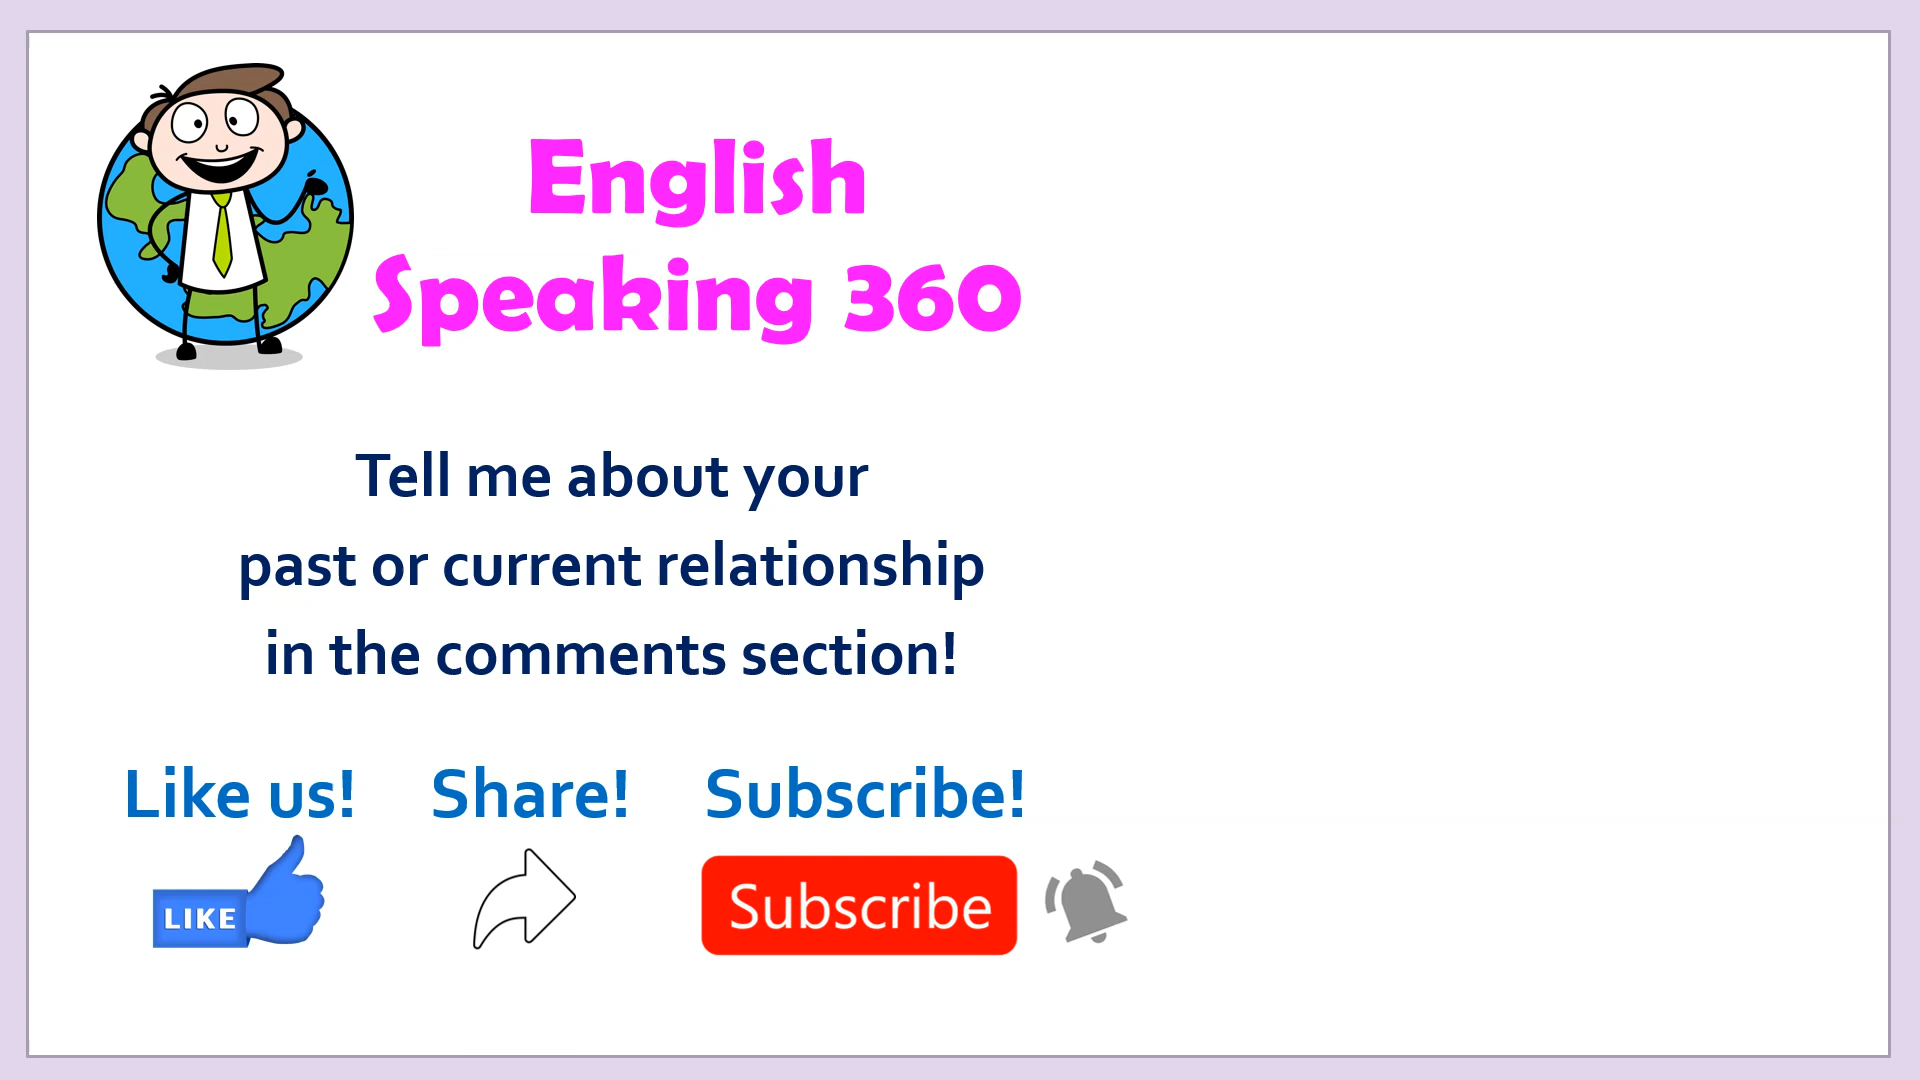 English
Speaking 360
Tell me about your
past or current relationship
in the comments section!
Like us! Share! Subscribe!
LIKE Subscribe